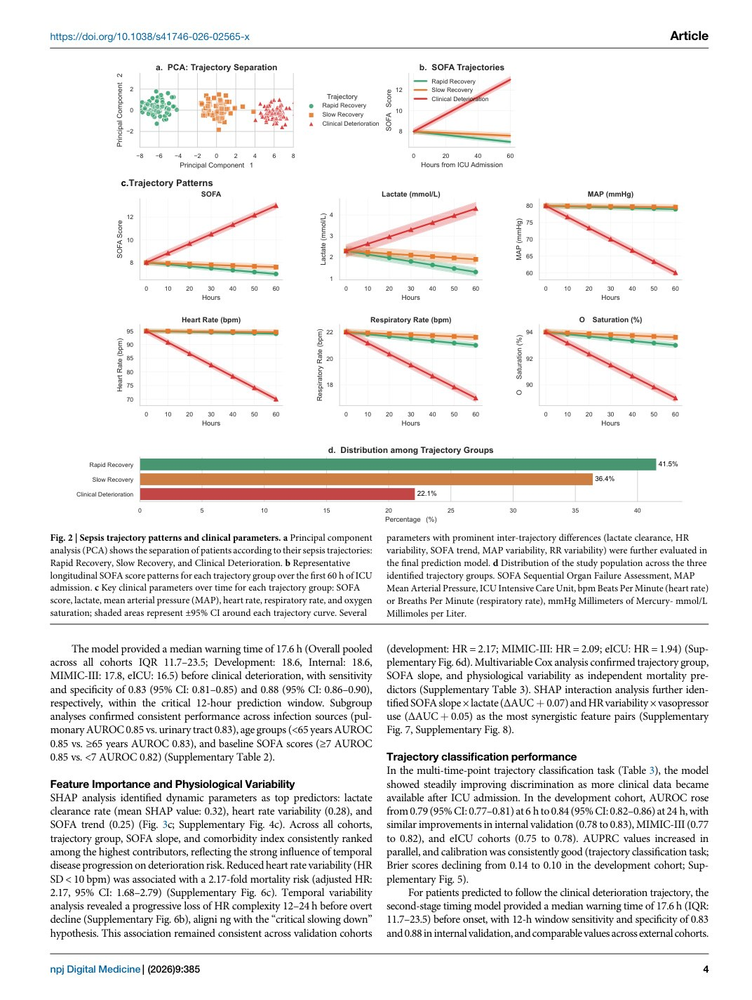 https://doi.org/10.1038/s41746-026-02565-x
Article
a. PCA: Trajectory Separation
Principal Component 2
2
0
−2
−8 −6 −4 −2 0 2 4 6 8
Principal Component 1
Trajectory
Rapid Recovery
Slow Recovery
Clinical Deterioration
b. SOFA Trajectories
SOFA Score
12
10
8
Rapid Recovery
Slow Recovery
Clinical Deterioration
0 20 40 60
Hours from ICU Admission
c.Trajectory Patterns
SOFA
SOFA Score
12
10
8
0 10 20 30 40 50 60
Hours
Lactate (mmol/L)
Lactate (mmol/L)
4
3
2
1
0 10 20 30 40 50 60
Hours
MAP (mmHg)
MAP (mmHg)
80
75
70
65
60
0 10 20 30 40 50 60
Hours
Heart Rate (bpm)
Heart Rate (bpm)
95
90
85
80
75
70
0 10 20 30 40 50 60
Hours
Respiratory Rate (bpm)
Respiratory Rate (bpm)
22
20
18
0 10 20 30 40 50 60
Hours
O Saturation (%)
O Saturation (%)
94
92
90
0 10 20 30 40 50 60
Hours
d. Distribution among Trajectory Groups
Rapid Recovery 41.5%
Slow Recovery 36.4%
Clinical Deterioration 22.1%
0 5 10 15 20 25 30 35 40
Percentage (%)
Fig. 2 | Sepsis trajectory patterns and clinical parameters. a Principal component
analysis (PCA) shows the separation of patients according to their sepsis trajectories:
Rapid Recovery, Slow Recovery, and Clinical Deterioration. b Representative
longitudinal SOFA score patterns for each trajectory group over the first 60 h of ICU
admission. c Key clinical parameters over time for each trajectory group: SOFA
score, lactate, mean arterial pressure (MAP), heart rate, respiratory rate, and oxygen
saturation; shaded areas represent ±95% CI around each trajectory curve. Several
parameters with prominent inter-trajectory differences (lactate clearance, HR
variability, SOFA trend, MAP variability, RR variability) were further evaluated in
the final prediction model. d Distribution of the study population across the three
identified trajectory groups. SOFA Sequential Organ Failure Assessment, MAP
Mean Arterial Pressure, ICU Intensive Care Unit, bpm Beats Per Minute (heart rate)
or Breaths Per Minute (respiratory rate), mmHg Millimeters of Mercury- mmol/L
Millimoles per Liter.
The model provided a median warning time of 17.6 h (Overall pooled
across all cohorts IQR 11.7–23.5; Development: 18.6, Internal: 18.6,
MIMIC-III: 17.8, eICU: 16.5) before clinical deterioration, with sensitivity
and specificity of 0.83 (95% CI: 0.81–0.85) and 0.88 (95% CI: 0.86–0.90),
respectively, within the critical 12-hour prediction window. Subgroup
analyses confirmed consistent performance across infection sources (pul-
monary AUROC 0.85 vs. urinary tract 0.83), age groups (<65 years AUROC
0.85 vs. ≥65 years AUROC 0.83), and baseline SOFA scores (≥7 AUROC
0.85 vs. <7 AUROC 0.82) (Supplementary Table 2).
Feature Importance and Physiological Variability
SHAP analysis identified dynamic parameters as top predictors: lactate
clearance rate (mean SHAP value: 0.32), heart rate variability (0.28), and
SOFA trend (0.25) (Fig. 3c; Supplementary Fig. 4c). Across all cohorts,
trajectory group, SOFA slope, and comorbidity index consistently ranked
among the highest contributors, reflecting the strong influence of temporal
disease progression on deterioration risk. Reduced heart rate variability (HR
SD < 10 bpm) was associated with a 2.17-fold mortality risk (adjusted HR:
2.17, 95% CI: 1.68–2.79) (Supplementary Fig. 6c). Temporal variability
analysis revealed a progressive loss of HR complexity 12–24 h before overt
decline (Supplementary Fig. 6b), aligni ng with the “critical slowing down”
hypothesis. This association remained consistent across validation cohorts
(development: HR = 2.17; MIMIC-III: HR = 2.09; eICU: HR = 1.94) (Sup-
plementary Fig. 6d). Multivariable Cox analysis confirmed trajectory group,
SOFA slope, and physiological variability as independent mortality pre-
dictors (Supplementary Table 3). SHAP interaction analysis further iden-
tified SOFA slope × lactate (ΔAUC + 0.07) and HR variability × vasopressor
use (ΔAUC + 0.05) as the most synergistic feature pairs (Supplementary
Fig. 7, Supplementary Fig. 8).
Trajectory classification performance
In the multi-time-point trajectory classification task (Table 3), the model
showed steadily improving discrimination as more clinical data became
available after ICU admission. In the development cohort, AUROC rose
from 0.79 (95% CI: 0.77–0.81) at 6 h to 0.84 (95% CI: 0.82–0.86) at 24 h, with
similar improvements in internal validation (0.78 to 0.83), MIMIC-III (0.77
to 0.82), and eICU cohorts (0.75 to 0.78). AUPRC values increased in
parallel, and calibration was consistently good (trajectory classification task;
Brier scores declining from 0.14 to 0.10 in the development cohort; Sup-
plementary Fig. 5).
For patients predicted to follow the clinical deterioration trajectory, the
second-stage timing model provided a median warning time of 17.6 h (IQR:
11.7–23.5) before onset, with 12-h window sensitivity and specificity of 0.83
and 0.88 in internal validation, and comparable values across external cohorts.
npj Digital Medicine | (2026)9:385
4